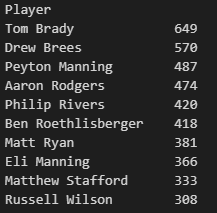 Player
Tom Brady 649
Drew Brees 570
Peyton Manning 487
Aaron Rodgers 474
Philip Rivers 420
Ben Roethlisberger 418
Matt Ryan 381
Eli Manning 366
Matthew Stafford 333
Russell Wilson 308